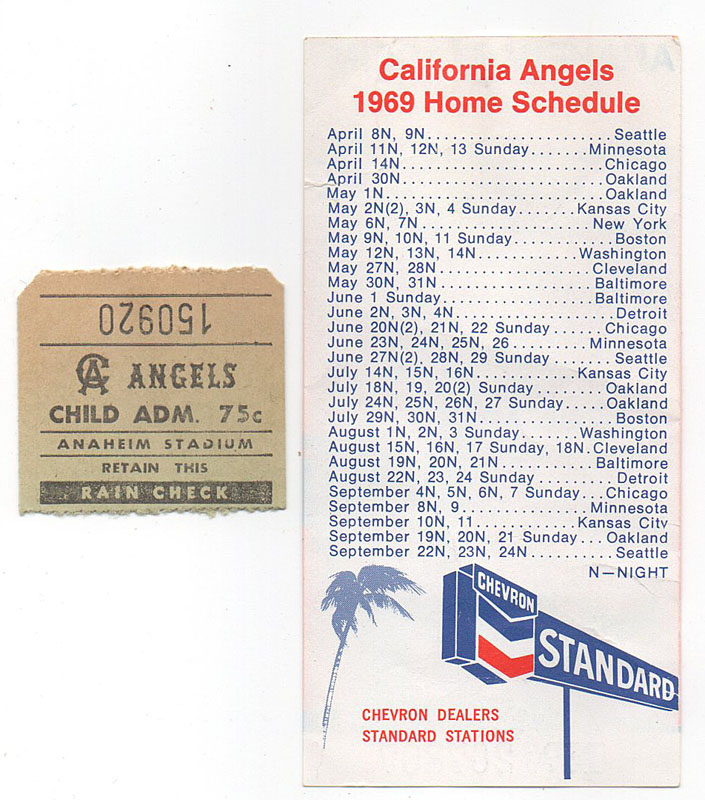 150920
CA ANGELS
CHILD ADM. 75c
ANAHEIM STADIUM
RETAIN THIS
RAIN CHECK
California Angels
1969 Home Schedule
April 8N, 9N......................Seattle
April 11N, 12N, 13 Sunday.......Minnesota
April 14N.........................Chicago
April 30N.........................Oakland
May 1N............................Oakland
May 2N(2), 3N, 4 Sunday.......Kansas City
May 6N, 7N.......................New York
May 9N, 10N, 11 Sunday.............Boston
May 12N, 13N, 14N..............Washington
May 27N, 28N....................Cleveland
May 30N, 31N....................Baltimore
June 1 Sunday...................Baltimore
June 2N, 3N, 4N...................Detroit
June 20N(2), 21N, 22 Sunday.......Chicago
June 23N, 24N, 25N, 26..........Minnesota
June 27N(2), 28N, 29 Sunday.......Seattle
July 14N, 15N, 16N............Kansas City
July 18N, 19, 20(2) Sunday........Oakland
July 24N, 25N, 26N, 27 Sunday.....Oakland
July 29N, 30N, 31N.................Boston
August 1N, 2N, 3 Sunday........Washington
August 15N, 16N, 17 Sunday, 18N.Cleveland
August 19N, 20N, 21N............Baltimore
August 22N, 23, 24 Sunday.........Detroit
September 4N, 5N, 6N, 7 Sunday...Chicago
September 8N, 9.................Minnesota
September 10N, 11.............Kansas City
September 19N, 20N, 21 Sunday...Oakland
September 22N, 23N, 24N..........Seattle
N—NIGHT
CHEVRON
STANDARD
CHEVRON DEALERS
STANDARD STATIONS